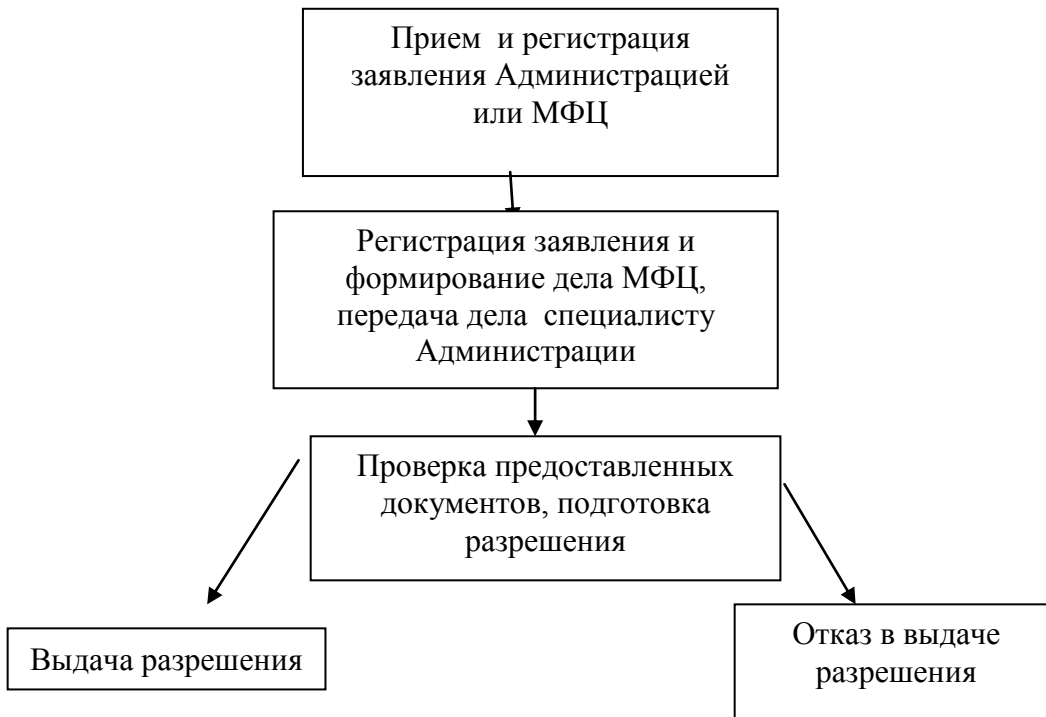 Прием и регистрация
заявления Администрацией
или МФЦ
Регистрация заявления и
формирование дела МФЦ,
передача дела специалисту
Администрации
Проверка предоставленных
документов, подготовка
разрешения
Выдача разрешения
Отказ в выдаче
разрешения